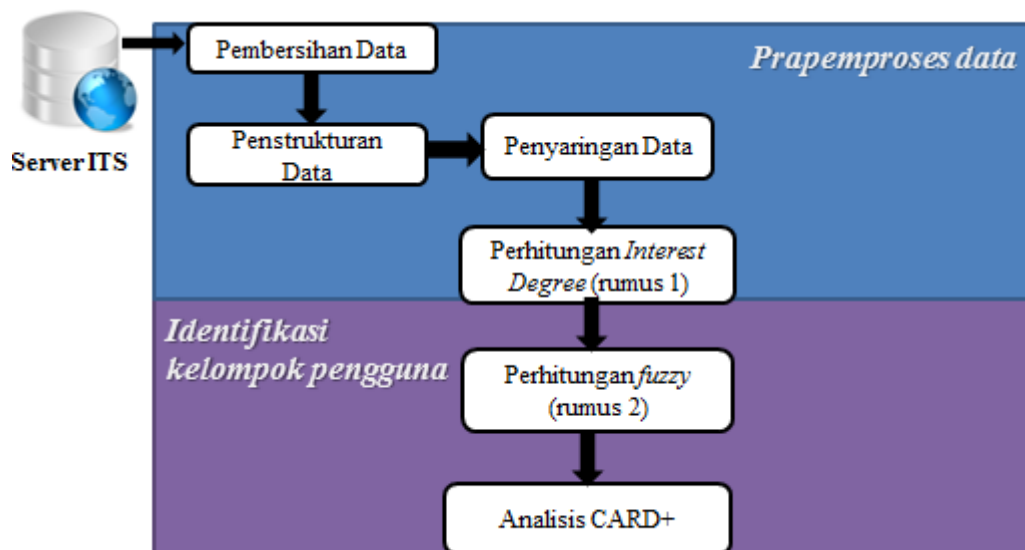 Server ITS
Prapemproses data
Pembersihan Data
Penstrukturan
Data
Penyaringan Data
Perhitungan Interest
Degree (rumus 1)
Identifikasi
kelompok pengguna
Perhitungan fuzzy
(rumus 2)
Analisis CARD+